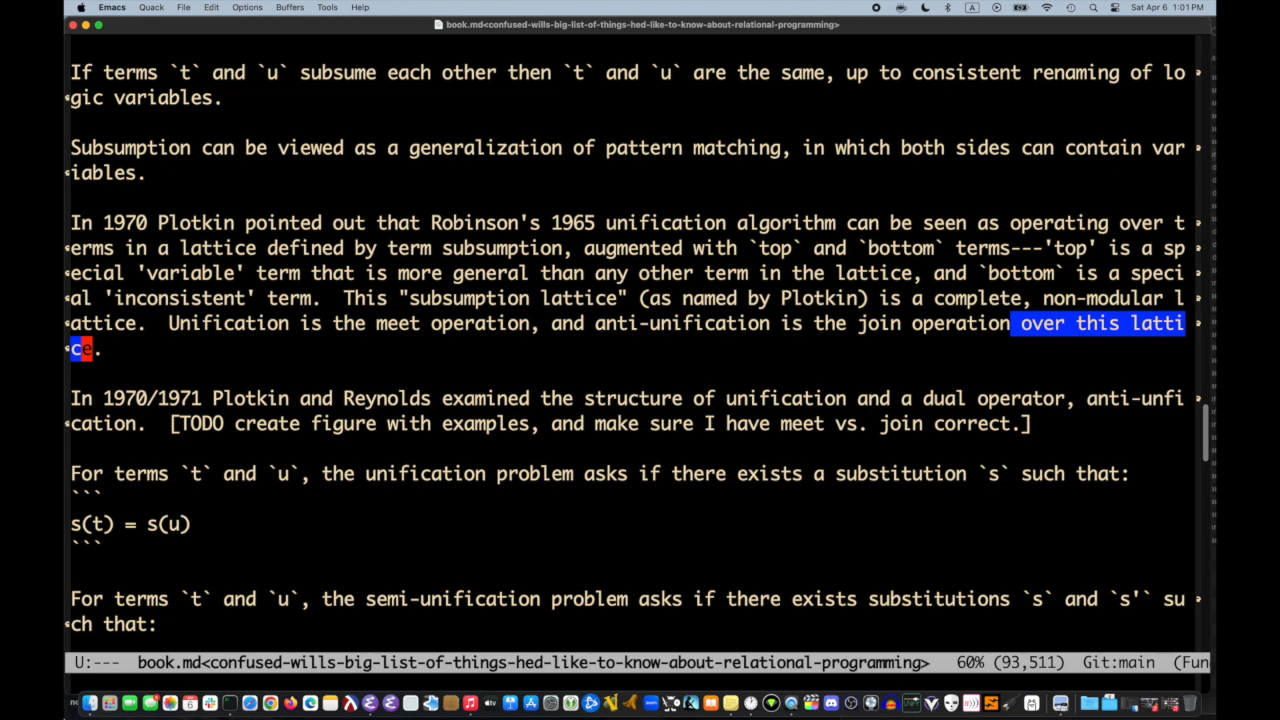 Emacs Quack File Edit Options Buffers Tools Help Sat Apr 6 1:01 PM
book.md<confused-wills-big-list-of-things-hed-like-to-know-about-relational-programming>
If terms `t` and `u` subsume each other then `t` and `u` are the same, up to consistent renaming of lo
gic variables.
Subsumption can be viewed as a generalization of pattern matching, in which both sides can contain var
iables.
In 1970 Plotkin pointed out that Robinson's 1965 unification algorithm can be seen as operating over t
erms in a lattice defined by term subsumption, augmented with `top` and `bottom` terms---'top' is a sp
ecial 'variable' term that is more general than any other term in the lattice, and `bottom` is a speci
al 'inconsistent' term.  This "subsumption lattice" (as named by Plotkin) is a complete, non-modular l
attice.  Unification is the meet operation, and anti-unification is the join operation over this latti
ce.
In 1970/1971 Plotkin and Reynolds examined the structure of unification and a dual operator, anti-unfi
cation.  [TODO create figure with examples, and make sure I have meet vs. join correct.]
For terms `t` and `u`, the unification problem asks if there exists a substitution `s` such that:
```
s(t) = s(u)
```
For terms `t` and `u`, the semi-unification problem asks if there exists substitutions `s` and `s'` su
ch that:
U:--- book.md<confused-wills-big-list-of-things-hed-like-to-know-about-relational-programming> 60% (93,511) Git:main (Fun